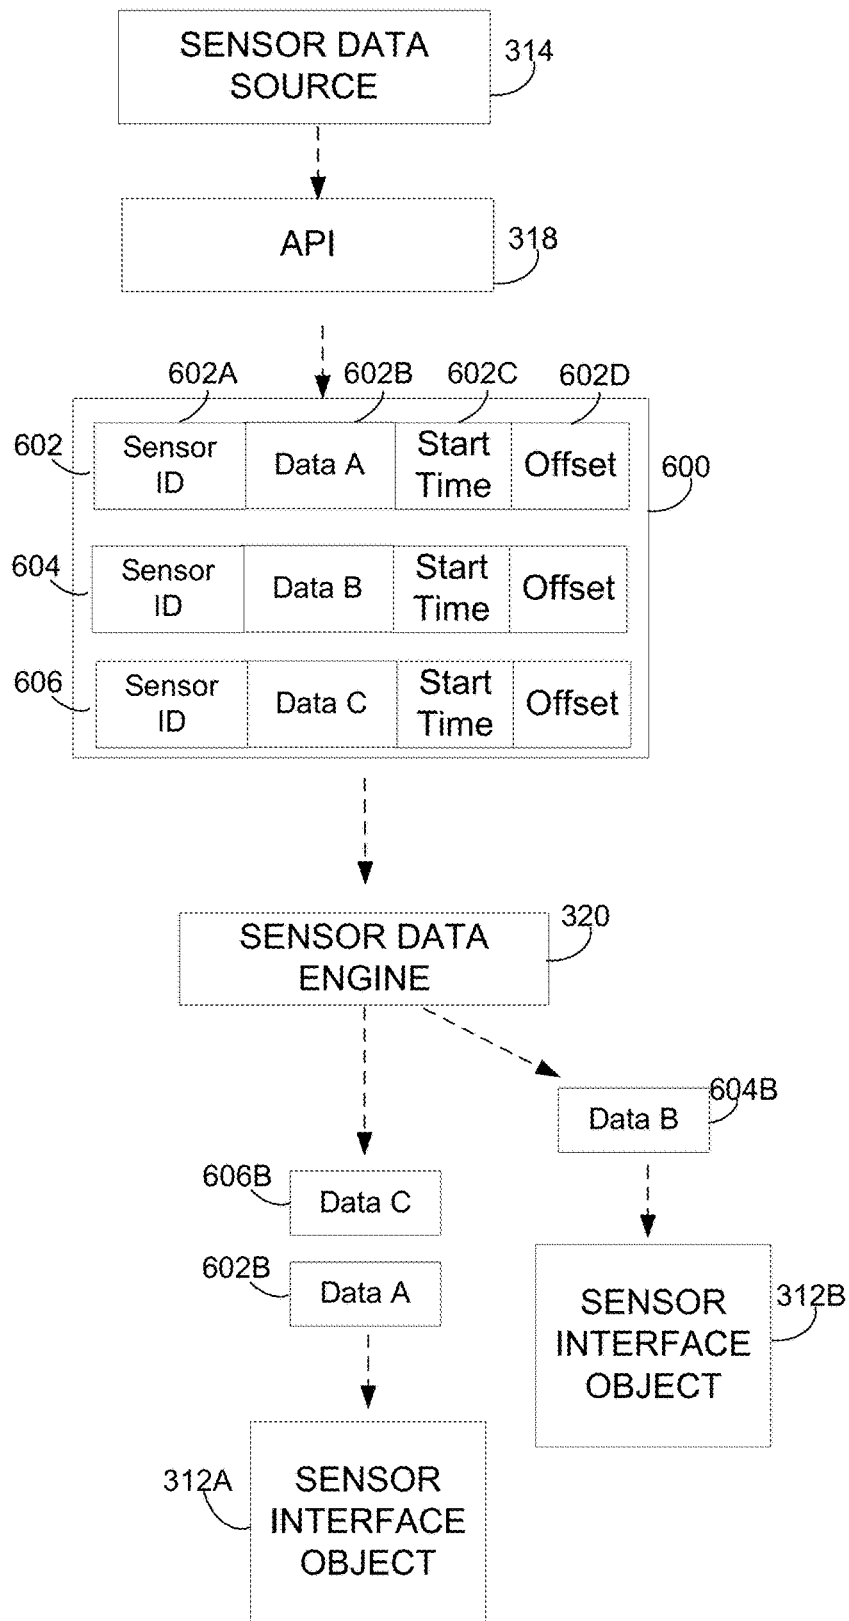 SENSOR DATA
SOURCE
314
API
318
602A
602B
602C
602D
602
Sensor
ID
Data A
Start
Time
Offset
600
604
Sensor
ID
Data B
Start
Time
Offset
606
Sensor
ID
Data C
Start
Time
Offset
SENSOR DATA
ENGINE
320
604B
Data B
606B
Data C
602B
Data A
SENSOR
INTERFACE
OBJECT
312B
312A
SENSOR
INTERFACE
OBJECT